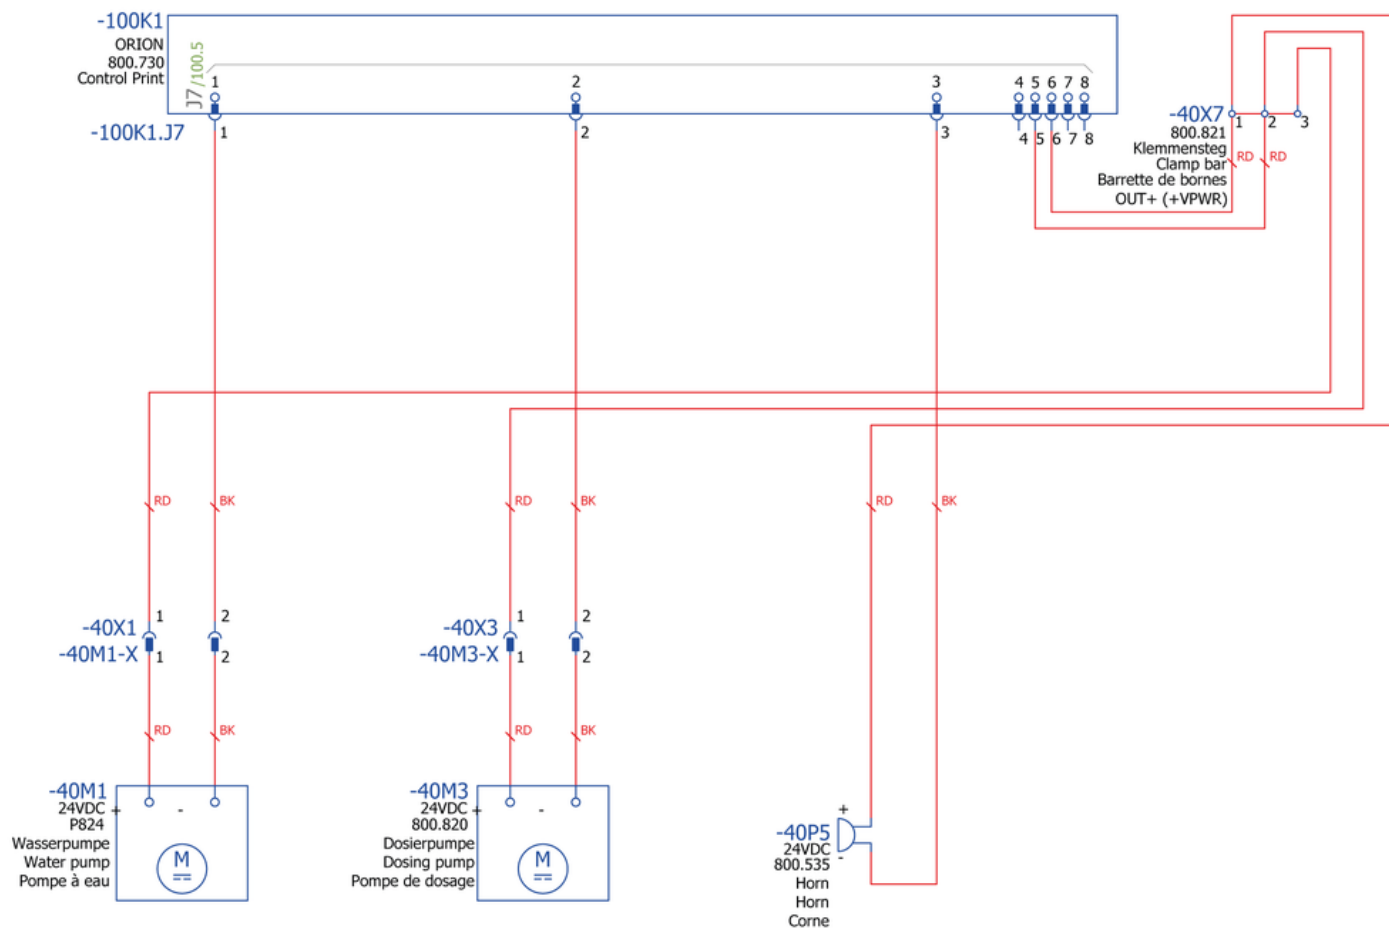 -100K1
ORION
800.730
Control Print
J7 /100.5
1 2 3 4 5 6 7 8
-100K1.J7
1 2 3 4 5 6 7 8
-40X7
1 2 3
800.821
Klemmensteg
Clamp bar
Barrette de bornes
OUT+ (+VPWR)
RD RD
RD BK RD BK RD BK
1 2 1 2
-40X1 -40X3
-40M1-X -40M3-X
1 2 1 2
RD BK RD BK
-40M1
24VDC
+ -
P824
Wasserpumpe
Water pump
Pompe à eau
M
-40M3
24VDC
+ -
800.820
Dosierpumpe
Dosing pump
Pompe de dosage
M
+
-40P5
24VDC
-
800.535
Horn
Horn
Corne